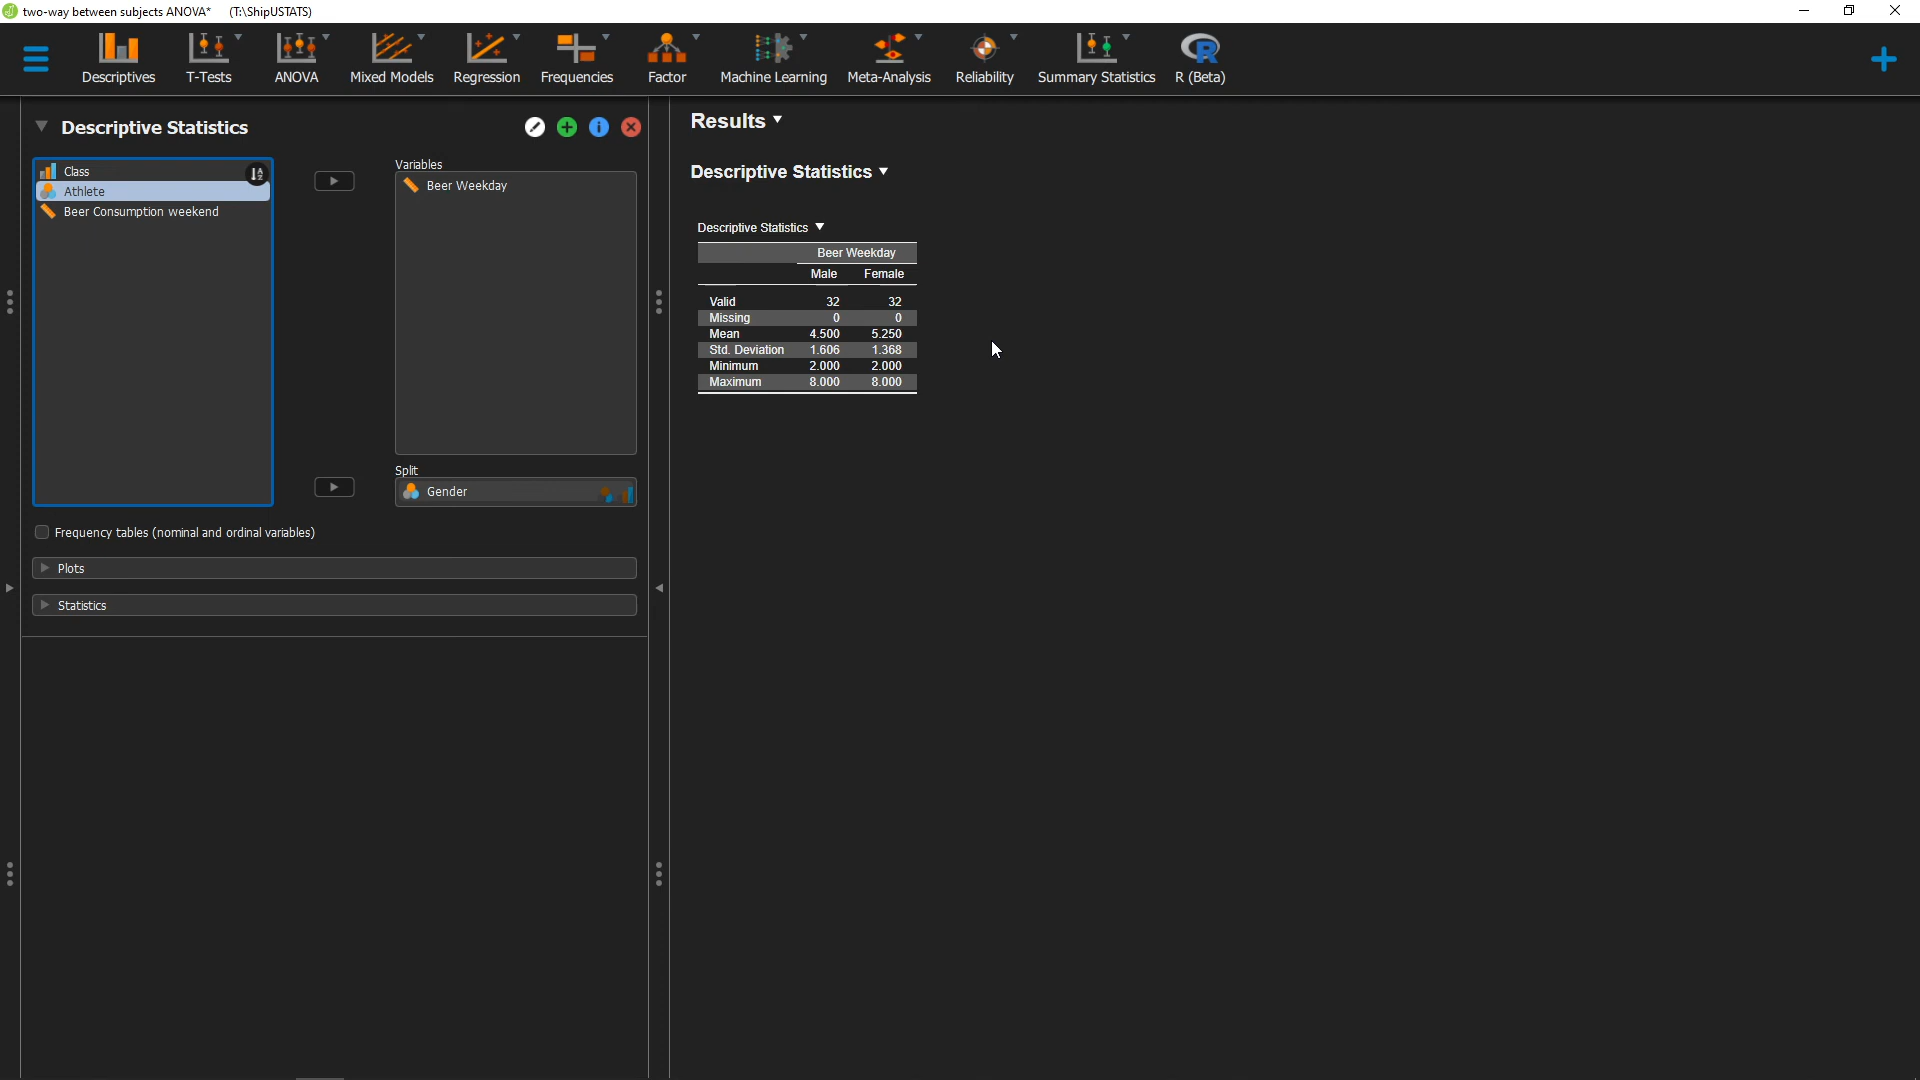 two-way between subjects ANOVA* (T:\ShipUSTATS)
Descriptives T-Tests ANOVA Mixed Models Regression Frequencies Factor Machine Learning Meta-Analysis Reliability Summary Statistics R (Beta)
Descriptive Statistics
Class
Athlete
Beer Consumption weekend
Variables
Beer Weekday
Split
Gender
Frequency tables (nominal and ordinal variables)
Plots
Statistics
Results
Descriptive Statistics
Descriptive Statistics
Beer Weekday
Male Female
Valid 32 32
Missing 0 0
Mean 4.500 5.250
Std. Deviation 1.606 1.368
Minimum 2.000 2.000
Maximum 8.000 8.000